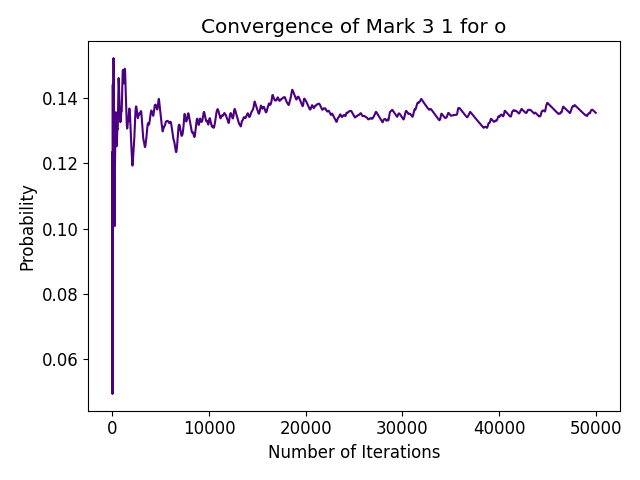 Convergence of Mark 3 1 for o
Probability
0.14
0.12
0.10
0.08
0.06
0 10000 20000 30000 40000 50000
Number of Iterations